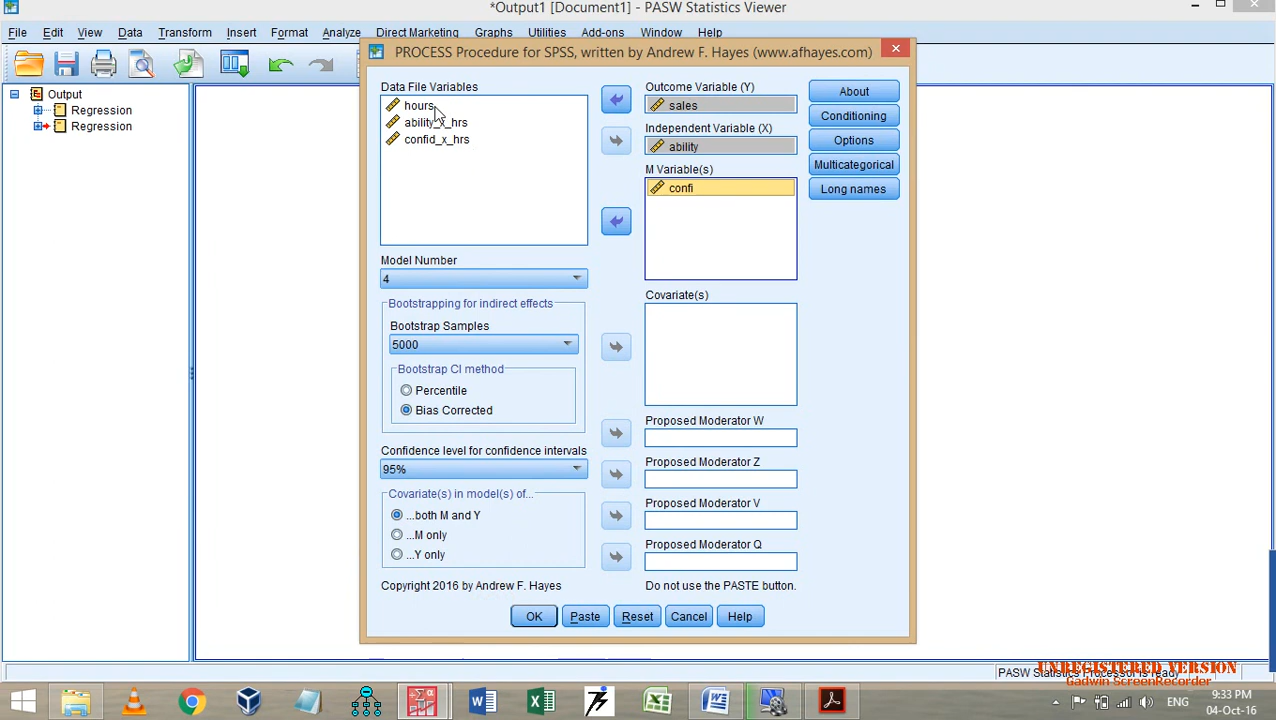 *Output1 [Document1] - PASW Statistics Viewer
File Edit View Data Transform Insert Format Analyze Direct Marketing Graphs Utilities Add-ons Window Help
PROCESS Procedure for SPSS, written by Andrew F. Hayes (www.afhayes.com)
Output
Regression
Regression
Data File Variables
hours
ability_x_hrs
confid_x_hrs
Model Number
4
Bootstrapping for indirect effects
Bootstrap Samples
5000
Bootstrap CI method
Percentile
Bias Corrected
Confidence level for confidence intervals
95%
Covariate(s) in model(s) of...
...both M and Y
...M only
...Y only
Copyright 2016 by Andrew F. Hayes
Outcome Variable (Y)
sales
Independent Variable (X)
ability
M Variable(s)
confi
Covariate(s)
Proposed Moderator W
Proposed Moderator Z
Proposed Moderator V
Proposed Moderator Q
Do not use the PASTE button.
About
Conditioning
Options
Multicategorical
Long names
OK Paste Reset Cancel Help
PASW Statistics Processor is ready
UNREGISTERED VERSION
Gadwin ScreenRecorder
ENG
9:33 PM
04-Oct-16